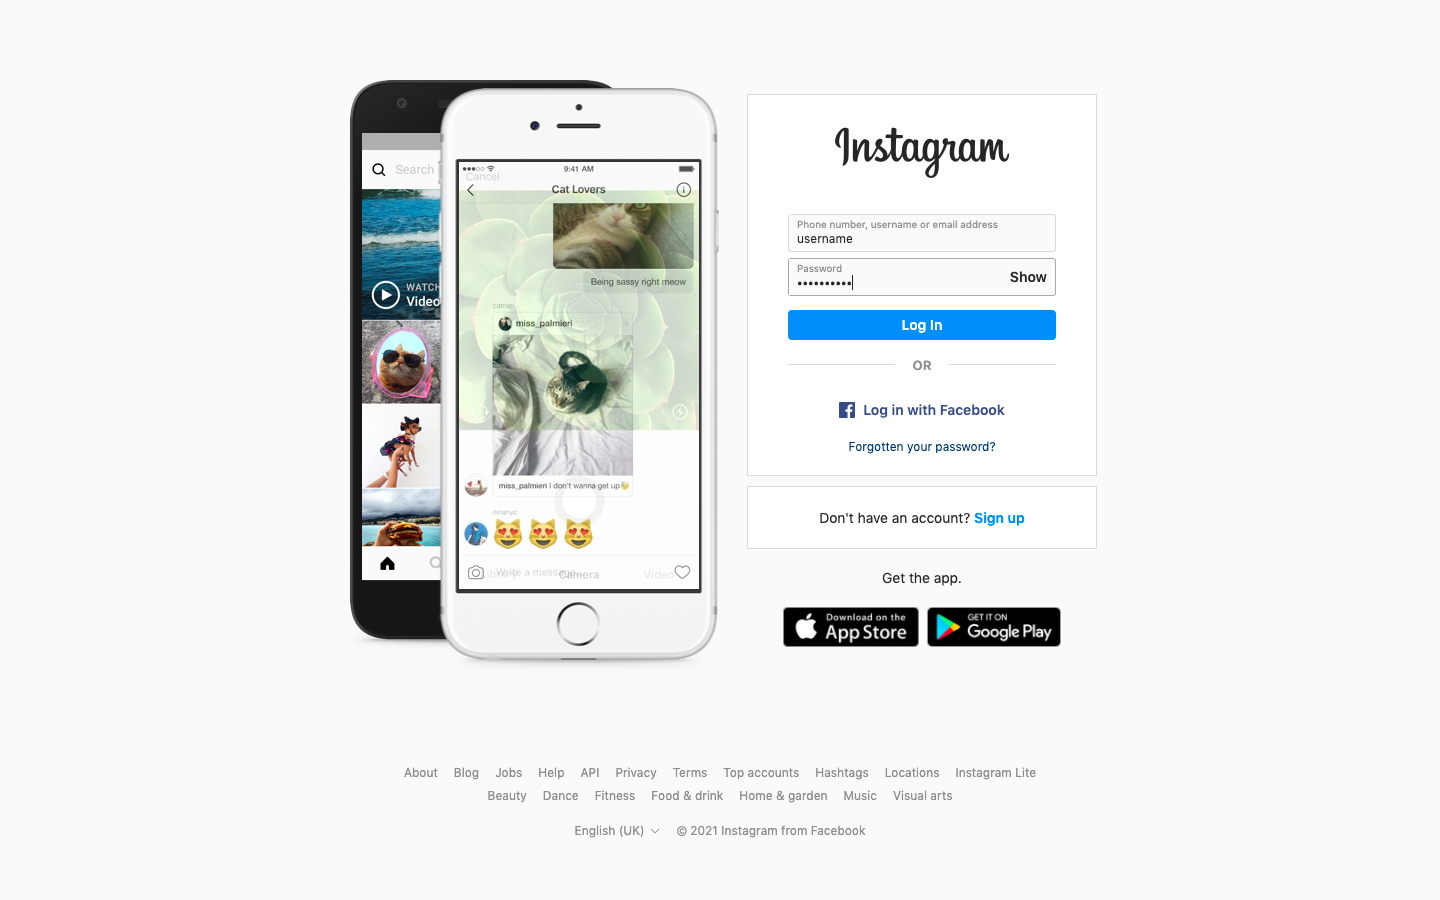 Search
WATCH
Video
9:41 AM
Cancel
Cat Lovers
Being sassy right meow
catnap
miss_palmieri
miss_palmieri I don't wanna get up😼
ninanyc
😻 😻 😻
Write a message...
Library
Camera
Video
Instagram
Phone number, username or email address
username
Password
••••••••••
Show
Log In
OR
Log in with Facebook
Forgotten your password?
Don't have an account? Sign up
Get the app.
Download on the
App Store
GET IT ON
Google Play
About Blog Jobs Help API Privacy Terms Top accounts Hashtags Locations Instagram Lite
Beauty Dance Fitness Food & drink Home & garden Music Visual arts
English (UK) © 2021 Instagram from Facebook